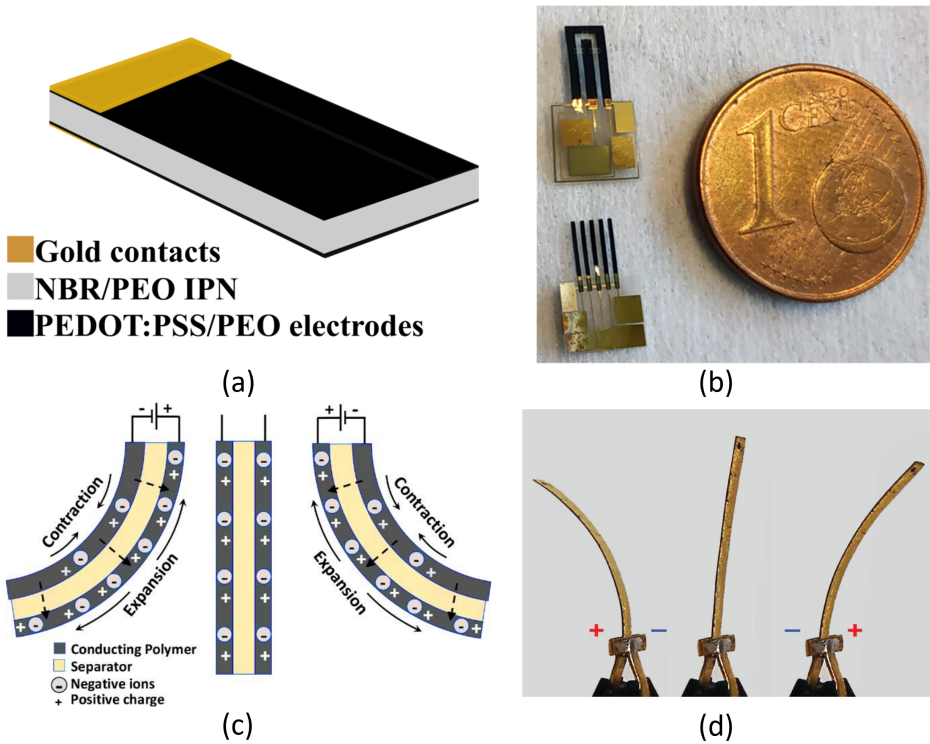 Gold contacts
NBR/PEO IPN
PEDOT:PSS/PEO electrodes
(a)
1
CENT
(b)
- +
+ -
Contraction
Expansion
Contraction
Expansion
Conducting Polymer
Separator
- Negative ions
+ Positive charge
(c)
+ −
− +
(d)